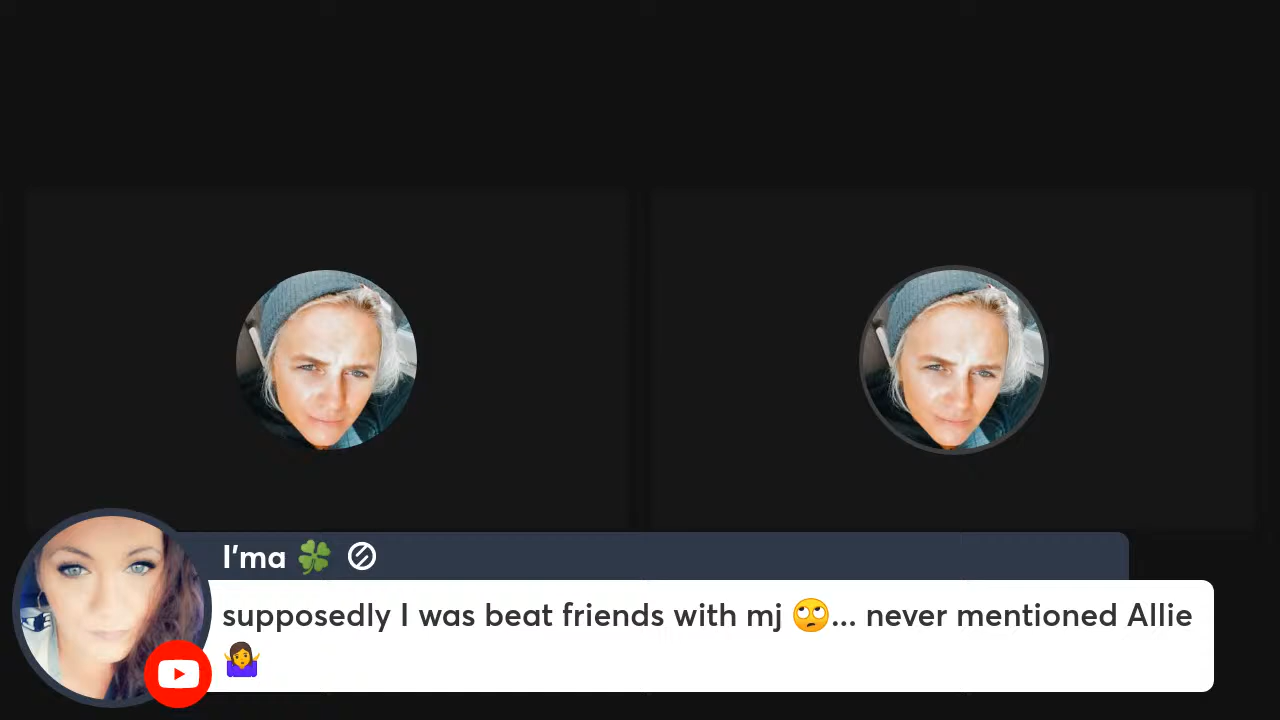 I'ma 🍀
supposedly I was beat friends with mj 🙄... never mentioned Allie
🤷‍♀️